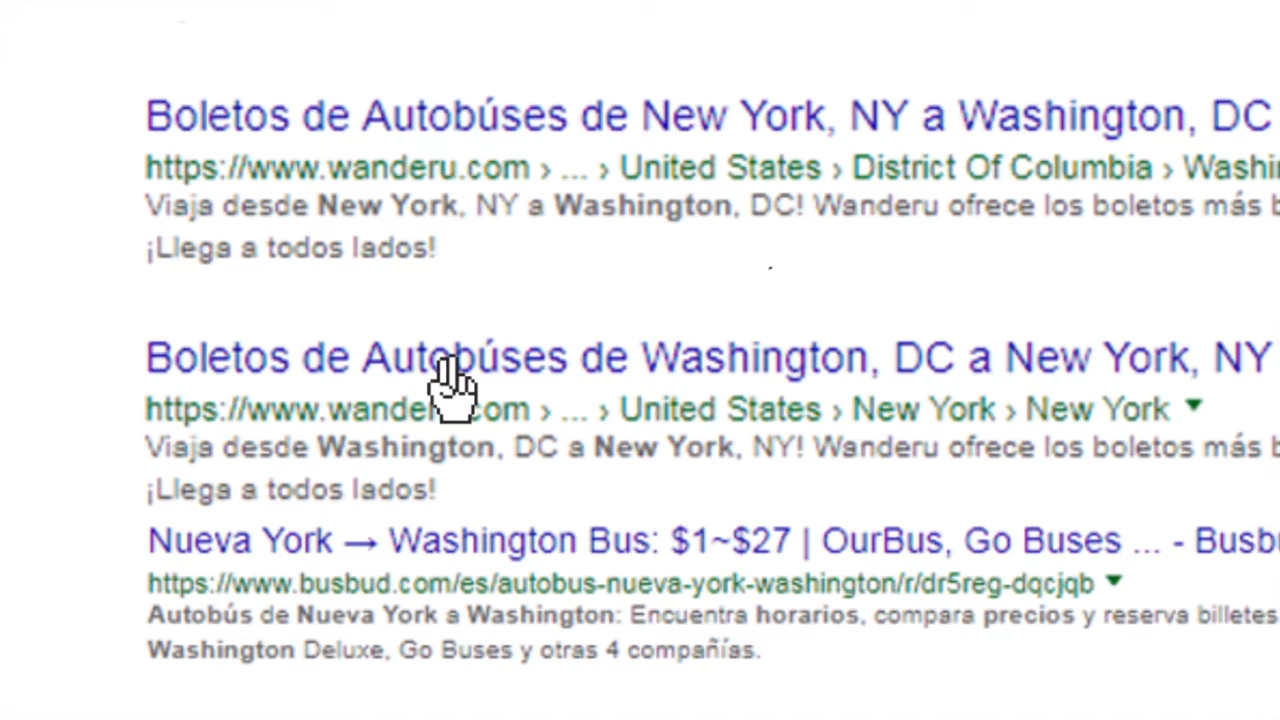 Boletos de Autobúses de New York, NY a Washington, DC
https://www.wanderu.com › ... › United States › District Of Columbia ›
Viaja desde New York, NY a Washington, DC! Wanderu ofrece los boletos más
¡Llega a todos lados!
Boletos de Autobúses de Washington, DC a New York, NY
https://www.wander com › ... › United States › New York › New York
Viaja desde Washington, DC a New York, NY! Wanderu ofrece los boletos más
¡Llega a todos lados!
Nueva York → Washington Bus: $1~$27 | OurBus, Go Buses ... -
https://www.busbud.com/es/autobus-nueva-york-washington/r/dr5reg-dqcjqb
Autobús de Nueva York a Washington: Encuentra horarios, compara precios y reserva billetes
Washington Deluxe, Go Buses y otras 4 compañías.